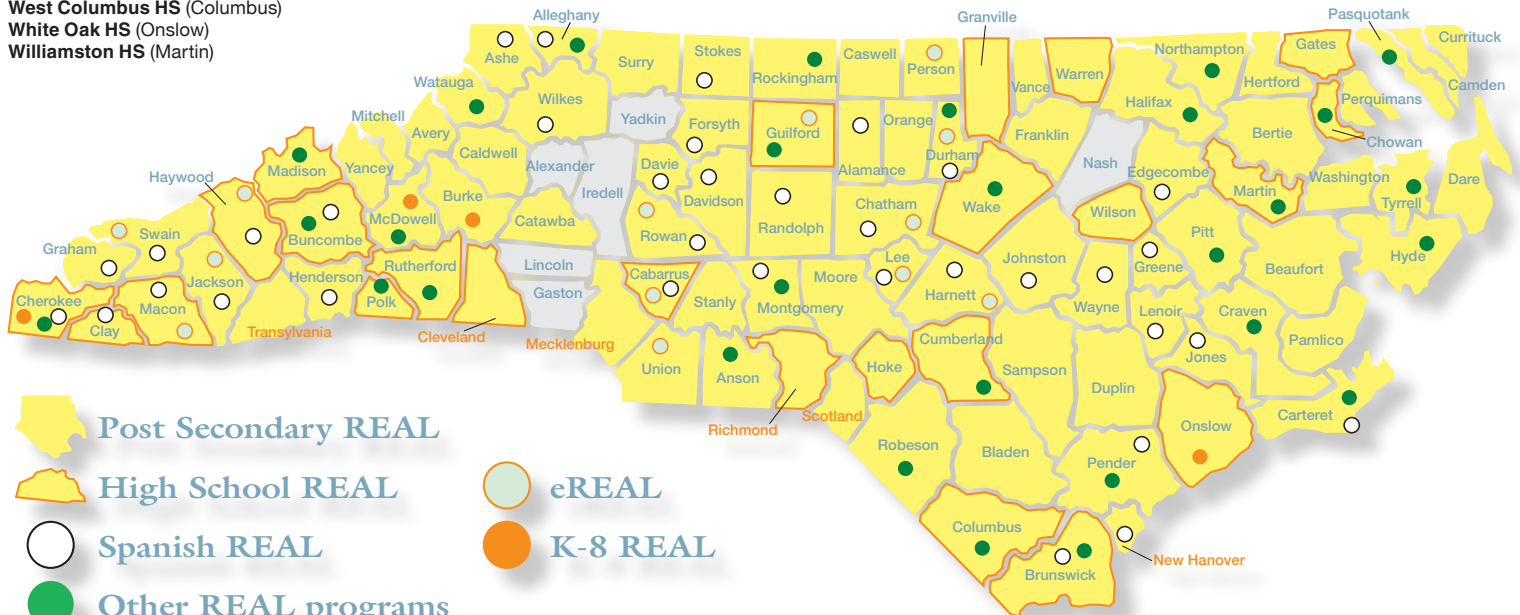 West Columbus HS (Columbus)
White Oak HS (Onslow)
Williamston HS (Martin)
Alleghany
Granville
Pasquotank
Ashe
Surry
Stokes
Rockingham
Caswell
Person
Vance
Warren
Northampton
Hertford
Gates
Currituck
Camden
Watauga
Wilkes
Yadkin
Forsyth
Guilford
Alamance
Orange
Durham
Franklin
Halifax
Bertie
Perquimans
Chowan
Mitchell
Avery
Caldwell
Alexander
Iredell
Davie
Davidson
Nash
Edgecombe
Martin
Washington
Tyrrell
Dare
Haywood
Madison
Yancey
Burke
McDowell
Catawba
Rowan
Randolph
Chatham
Wake
Wilson
Pitt
Graham
Swain
Buncombe
Rutherford
Lincoln
Cabarrus
Lee
Johnston
Greene
Beaufort
Hyde
Cherokee
Clay
Macon
Jackson
Henderson
Polk
Gaston
Stanly
Montgomery
Moore
Harnett
Wayne
Lenoir
Craven
Pamlico
Transylvania
Cleveland
Mecklenburg
Union
Anson
Richmond
Scotland
Hoke
Cumberland
Sampson
Duplin
Jones
Onslow
Carteret
Robeson
Bladen
Pender
Columbus
Brunswick
New Hanover
Post Secondary REAL
High School REAL
Spanish REAL
Other REAL programs
eREAL
K-8 REAL